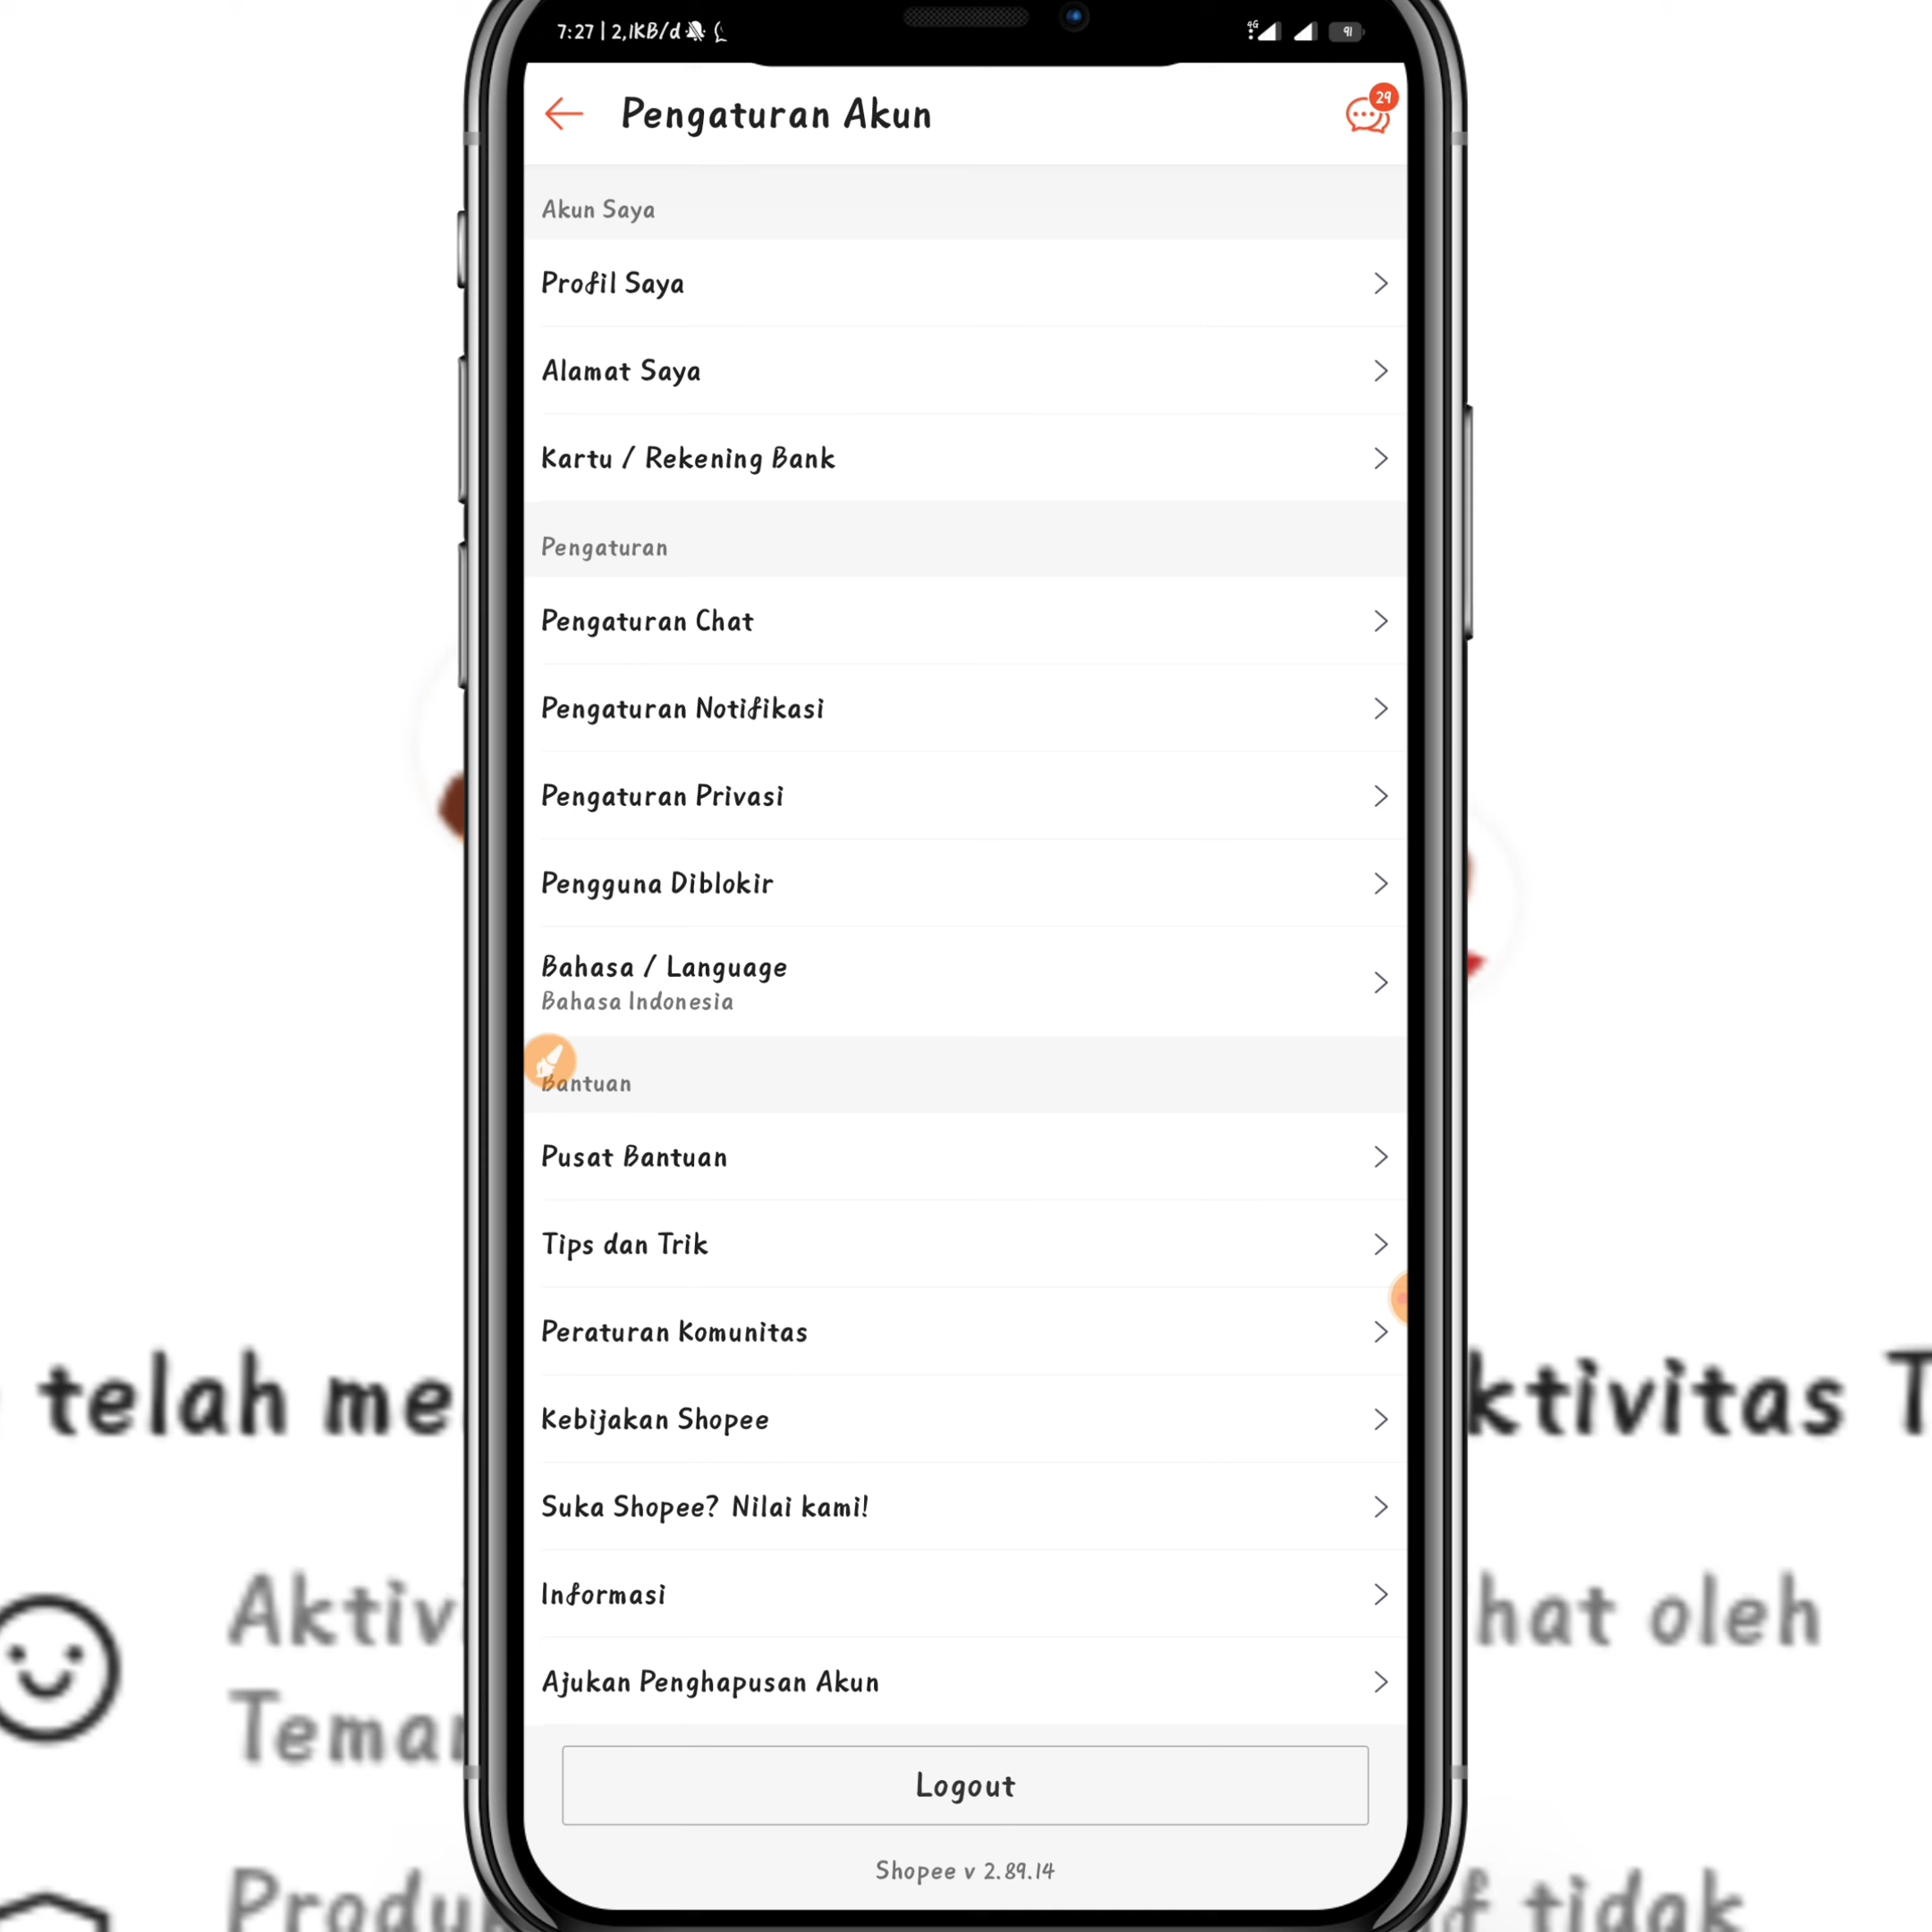 7:27 | 2,1KB/d
4G
91
Pengaturan Akun
29
Akun Saya
Profil Saya
Alamat Saya
Kartu / Rekening Bank
Pengaturan
Pengaturan Chat
Pengaturan Notifikasi
Pengaturan Privasi
Pengguna Diblokir
Bahasa / Language
Bahasa Indonesia
Bantuan
Pusat Bantuan
Tips dan Trik
Peraturan Komunitas
telah me ktivitas T
Kebijakan Shopee
Suka Shopee? Nilai kami!
Informasi
Aktiv hat oleh
Ajukan Penghapusan Akun
Teman
Logout
Shopee v 2.89.14
Produk tidak